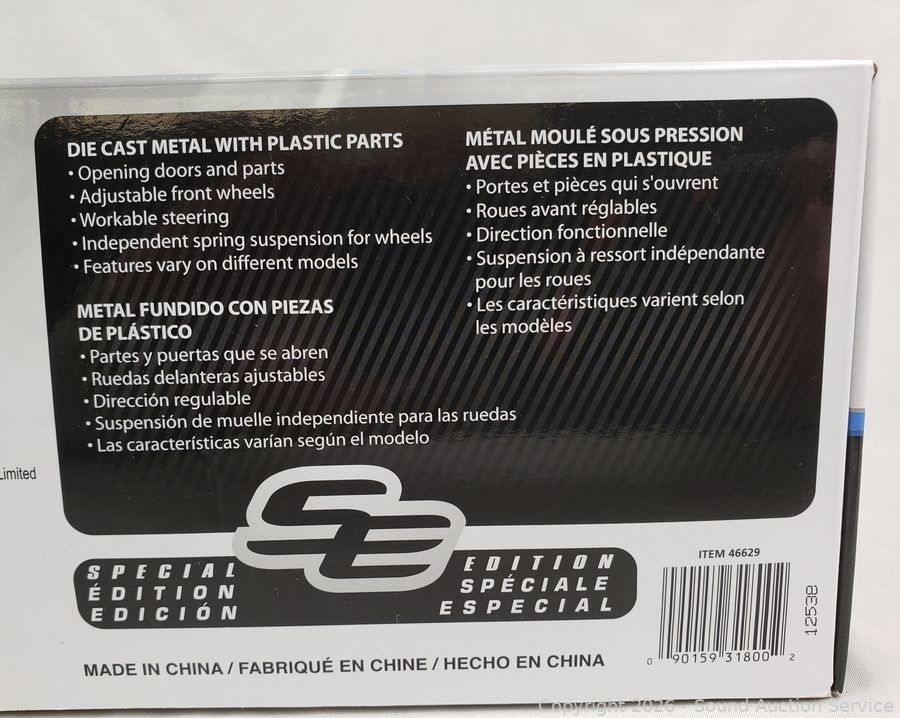 DIE CAST METAL WITH PLASTIC PARTS
• Opening doors and parts
• Adjustable front wheels
• Workable steering
• Independent spring suspension for wheels
• Features vary on different models
METAL FUNDIDO CON PIEZAS
DE PLÁSTICO
• Partes y puertas que se abren
• Ruedas delanteras ajustables
• Dirección regulable
• Suspensión de muelle independiente para las ruedas
• Las características varían según el modelo
MÉTAL MOULÉ SOUS PRESSION
AVEC PIÈCES EN PLASTIQUE
• Portes et pièces qui s'ouvrent
• Roues avant réglables
• Direction fonctionnelle
• Suspension à ressort indépendante
pour les roues
• Les caractéristiques varient selon
les modèles
Limited
SE
SPECIAL EDITION
ÉDITION SPÉCIALE
EDICIÓN ESPECIAL
ITEM 46629
0 90159 31800 2
12538
MADE IN CHINA / FABRIQUÉ EN CHINE / HECHO EN CHINA
Copyright 2026 - Sound Auction Service